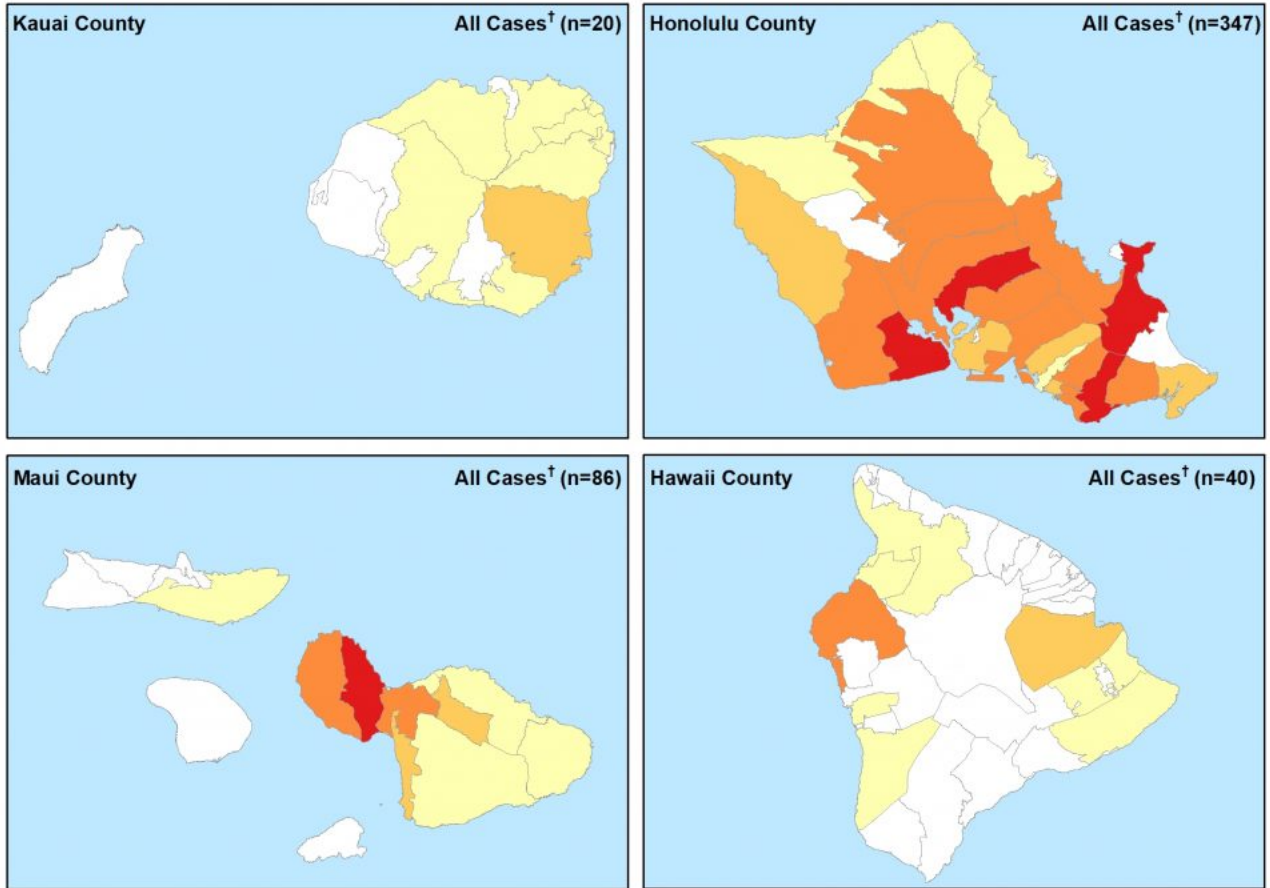 Kauai County All Cases† (n=20)
Honolulu County All Cases† (n=347)
Maui County All Cases† (n=86)
Hawaii County All Cases† (n=40)